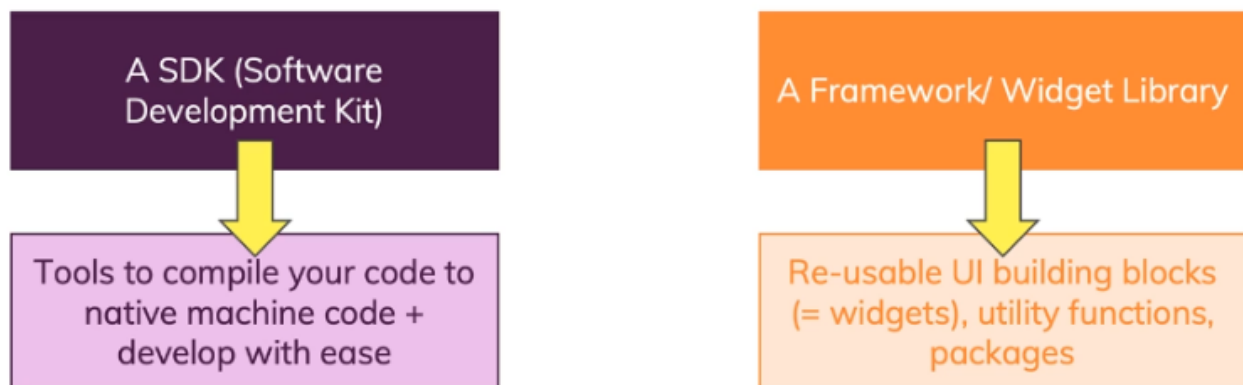 A SDK (Software
Development Kit)
A Framework/ Widget Library
Tools to compile your code to
native machine code +
develop with ease
Re-usable UI building blocks
(= widgets), utility functions,
packages